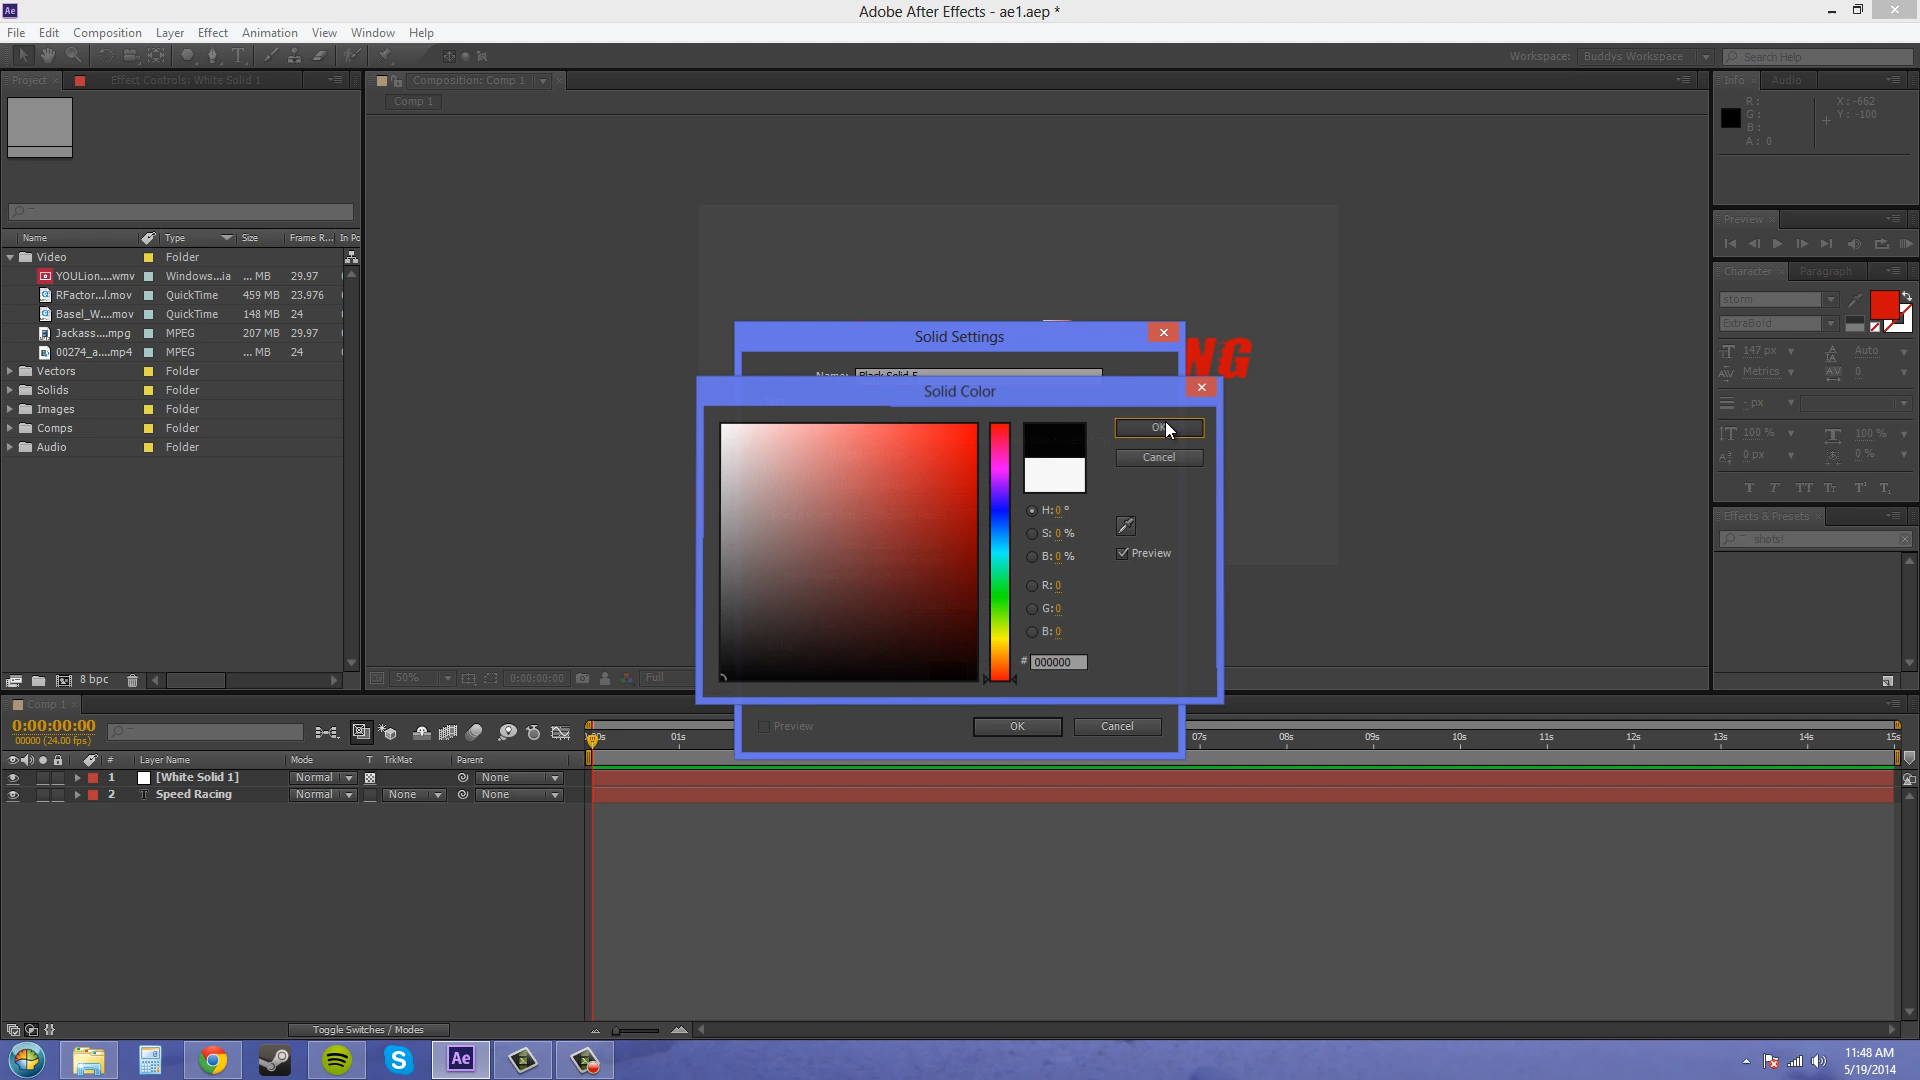 Ae
Adobe After Effects - ae1.aep *
File Edit Composition Layer Effect Animation View Window Help
Workspace: Buddys Workspace Search Help
Project Effect Controls: White Solid 1 Composition: Comp 1 Info Audio
Comp 1
R: X: -662
G: Y: -100
B:
A: 0
Preview
Name Type Size Frame R... In Po
Video Folder
YOULion....wmv Windows...ia ... MB 29.97
RFactor...l.mov QuickTime 459 MB 23.976
Basel_W....mov QuickTime 148 MB 24
Jackass....mpg MPEG 207 MB 29.97
00274_a....mp4 MPEG ... MB 24
Vectors Folder
Solids Folder
Images Folder
Comps Folder
Audio Folder
Character Paragraph
storm
ExtraBold
147 px Auto
Metrics 0
- px
100 % 100 %
0 px 0 %
T T TT Tt T¹ T₁
Effects & Presets
shots!
NG
Solid Settings
Name: Black Solid 5
Solid Color
OK
Cancel
H: 0 °
S: 0 %
B: 0 %
Preview
R: 0
G: 0
B: 0
# 000000
Preview OK Cancel
8 bpc 50% 0:00:00:00 Full
Comp 1
0:00:00:00
00000 (24.00 fps)
00s 01s 07s 08s 09s 10s 11s 12s 13s 14s 15s
# Layer Name Mode T TrkMat Parent
1 [White Solid 1] Normal None
2 T Speed Racing Normal None None
Toggle Switches / Modes
Ae
11:48 AM
5/19/2014